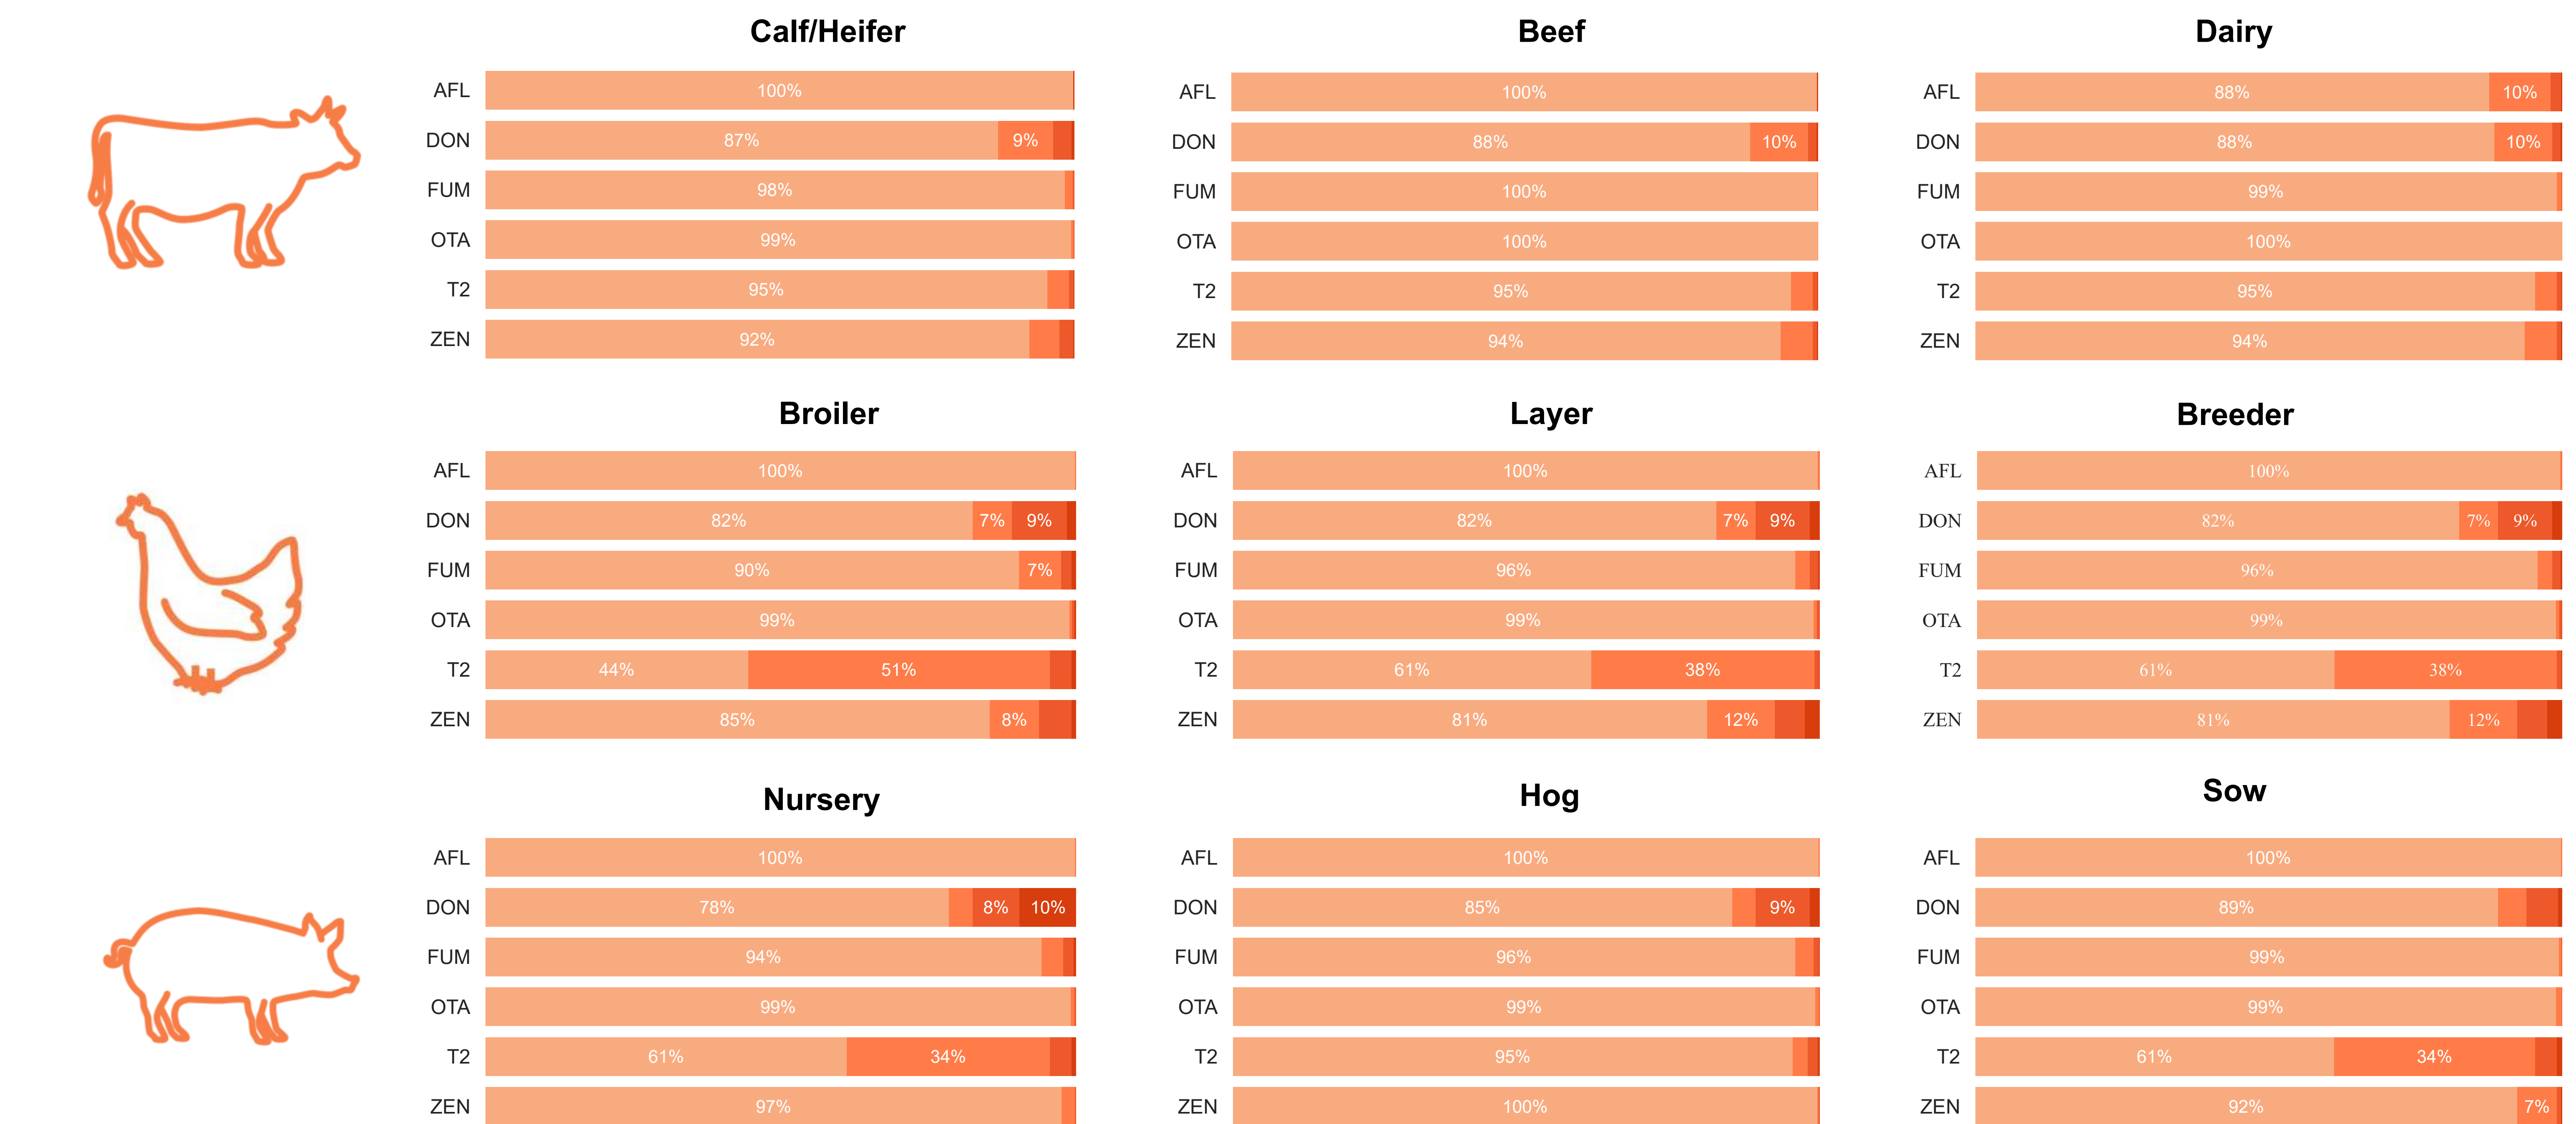 Calf/Heifer
AFL 100%
DON 87% 9%
FUM 98%
OTA 99%
T2 95%
ZEN 92%
Beef
AFL 100%
DON 88% 10%
FUM 100%
OTA 100%
T2 95%
ZEN 94%
Dairy
AFL 88% 10%
DON 88% 10%
FUM 99%
OTA 100%
T2 95%
ZEN 94%
Broiler
AFL 100%
DON 82% 7% 9%
FUM 90% 7%
OTA 99%
T2 44% 51%
ZEN 85% 8%
Layer
AFL 100%
DON 82% 7% 9%
FUM 96%
OTA 99%
T2 61% 38%
ZEN 81% 12%
Breeder
AFL 100%
DON 82% 7% 9%
FUM 96%
OTA 99%
T2 61% 38%
ZEN 81% 12%
Nursery
AFL 100%
DON 78% 8% 10%
FUM 94%
OTA 99%
T2 61% 34%
ZEN 97%
Hog
AFL 100%
DON 85% 9%
FUM 96%
OTA 99%
T2 95%
ZEN 100%
Sow
AFL 100%
DON 89%
FUM 99%
OTA 99%
T2 61% 34%
ZEN 92% 7%